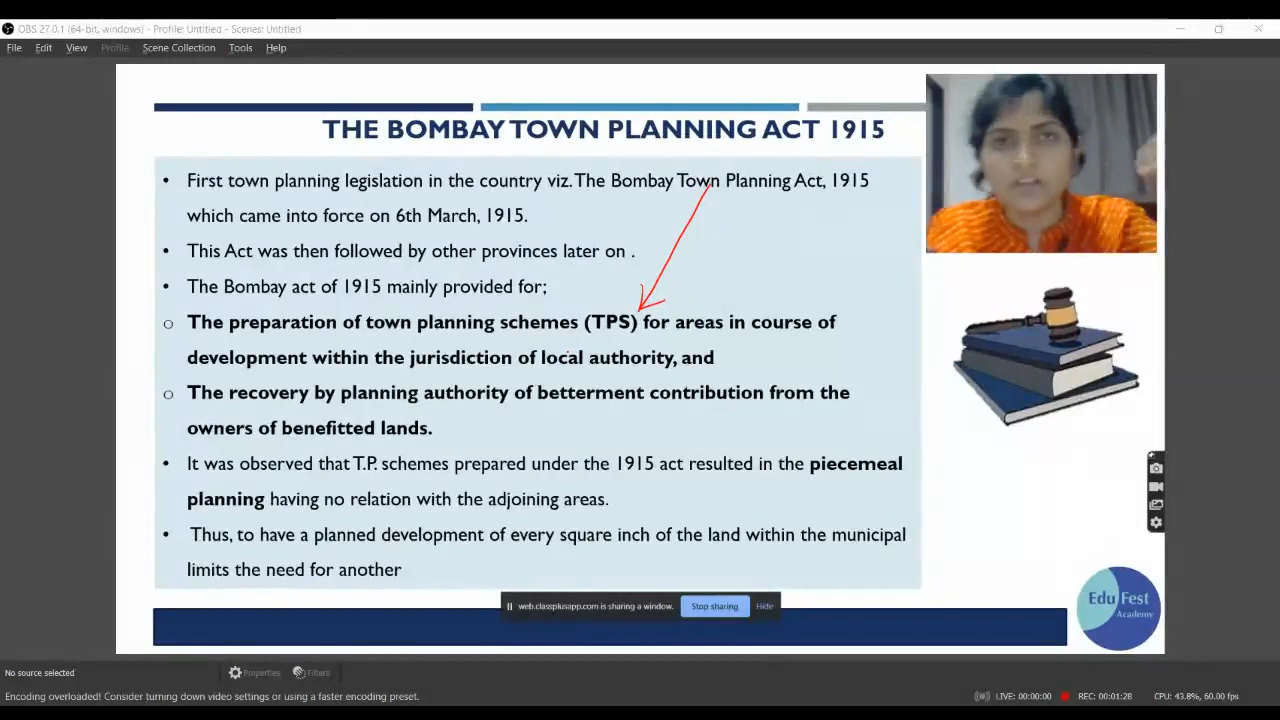 OBS 27.0.1 (64-bit, windows) - Profile: Untitled - Scenes: Untitled
File Edit View Profile Scene Collection Tools Help
THE BOMBAY TOWN PLANNING ACT 1915
• First town planning legislation in the country viz. The Bombay Town Planning Act, 1915
which came into force on 6th March, 1915.
• This Act was then followed by other provinces later on .
• The Bombay act of 1915 mainly provided for;
o The preparation of town planning schemes (TPS) for areas in course of
development within the jurisdiction of local authority, and
o The recovery by planning authority of betterment contribution from the
owners of benefitted lands.
• It was observed that T.P. schemes prepared under the 1915 act resulted in the piecemeal
planning having no relation with the adjoining areas.
• Thus, to have a planned development of every square inch of the land within the municipal
limits the need for another
Edu Fest
Academy
web.classplusapp.com is sharing a window. Stop sharing Hide
No source selected Properties Filters
Encoding overloaded! Consider turning down video settings or using a faster encoding preset. LIVE: 00:00:00 REC: 00:01:28 CPU: 43.8%, 60.00 fps